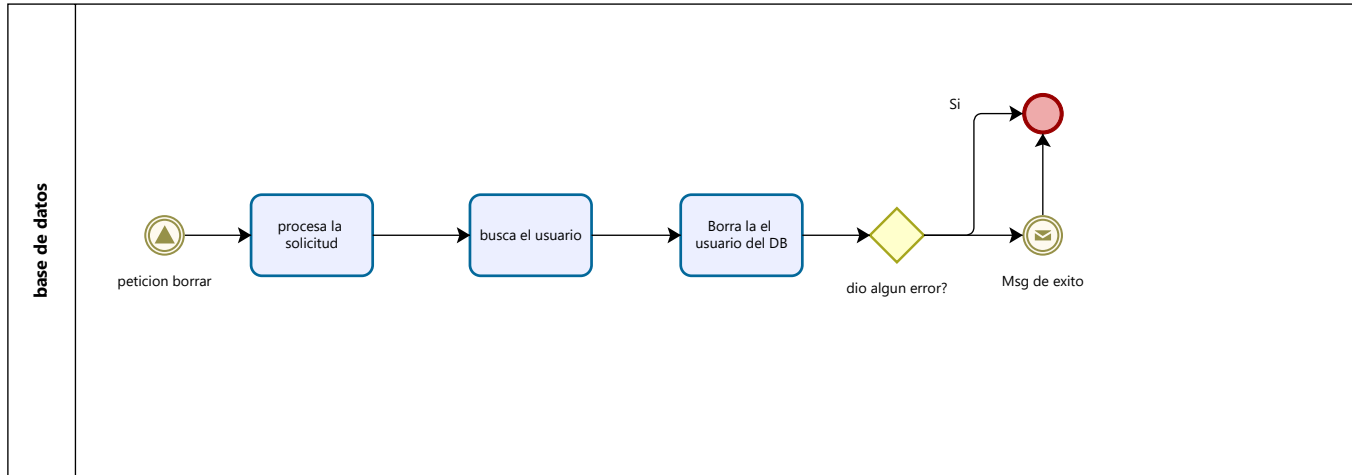 base de datos
peticion borrar
procesa la
solicitud
busca el usuario
Borra la el
usuario del DB
dio algun error?
Si
Msg de exito